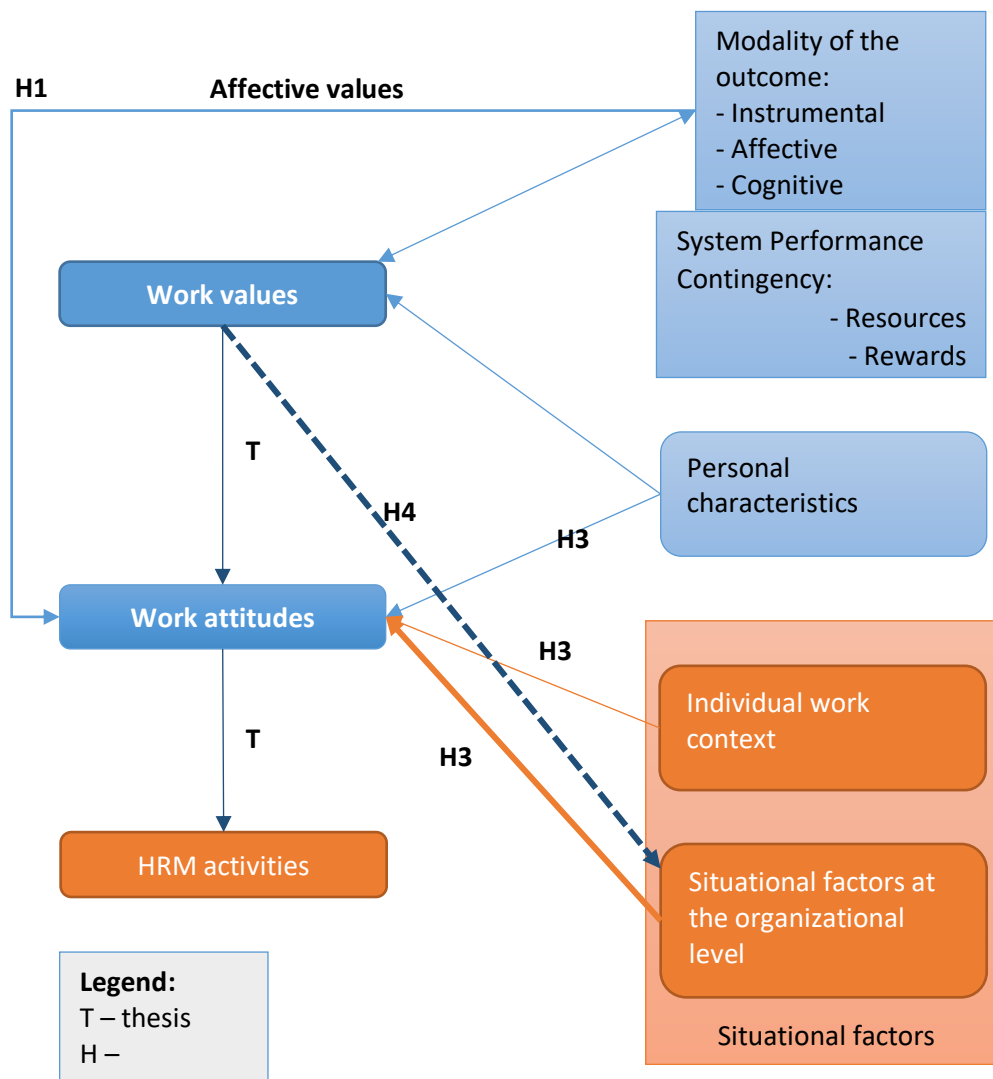 H1
Affective values
Modality of the
outcome:
- Instrumental
- Affective
- Cognitive
System Performance
Contingency:
- Resources
- Rewards
Work values
T
H4
Personal
characteristics
H3
Work attitudes
H3
Individual work
context
T
H3
HRM activities
Situational factors at
the organizational
level
Situational factors
Legend:
T – thesis
H –